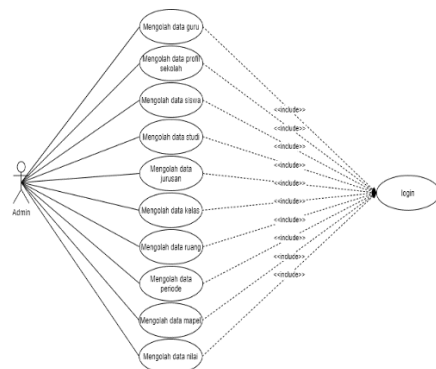 Mengolah data guru
Mengolah data profil
sekolah
Mengolah data siswa
Mengolah data studi
Mengolah data
jurusan
Mengolah data kelas
Mengolah data ruang
Mengolah data
periode
Mengolah data mapel
Mengolah data nilai
Admin
<<include>>
<<include>>
<<include>>
<<include>>
<<include>>
<<include>>
<<include>>
<<include>>
<<include>>
<<include>>
login